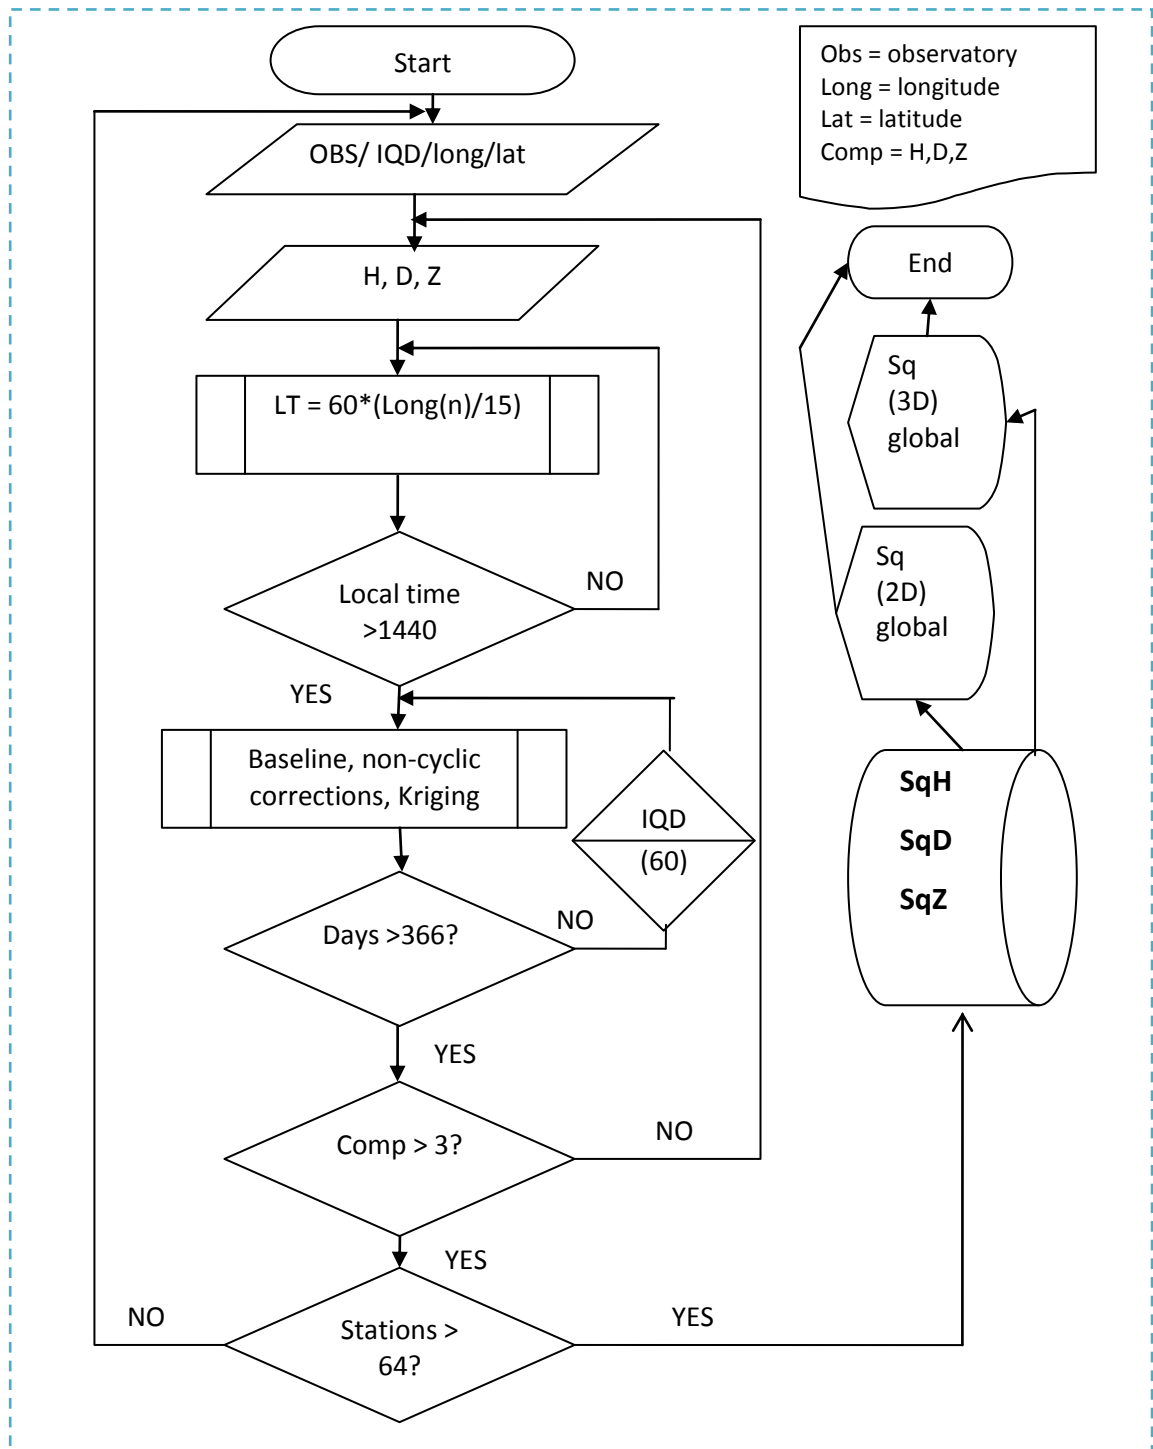 Start
OBS/ IQD/long/lat
H, D, Z
LT = 60*(Long(n)/15)
Local time
>1440
NO
YES
Baseline, non-cyclic
corrections, Kriging
IQD
(60)
Days >366?
NO
YES
Comp > 3?
NO
YES
Stations >
64?
NO
YES
Obs = observatory
Long = longitude
Lat = latitude
Comp = H,D,Z
End
Sq
(3D)
global
Sq
(2D)
global
SqH
SqD
SqZ